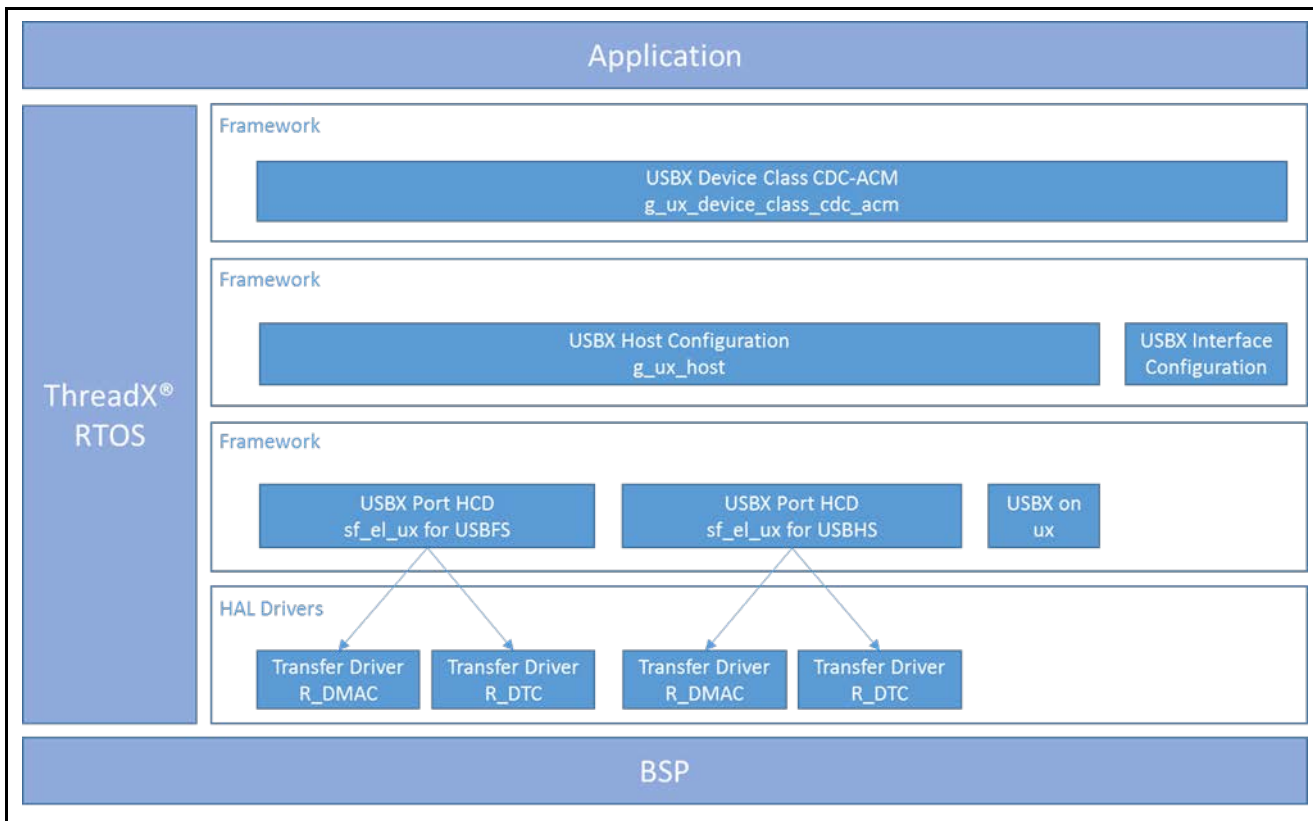 Application
ThreadX®
RTOS
Framework
USBX Device Class CDC-ACM
g_ux_device_class_cdc_acm
Framework
USBX Host Configuration
g_ux_host
USBX Interface
Configuration
Framework
USBX Port HCD
sf_el_ux for USBFS
USBX Port HCD
sf_el_ux for USBHS
USBX on
ux
HAL Drivers
Transfer Driver
R_DMAC
Transfer Driver
R_DTC
Transfer Driver
R_DMAC
Transfer Driver
R_DTC
BSP